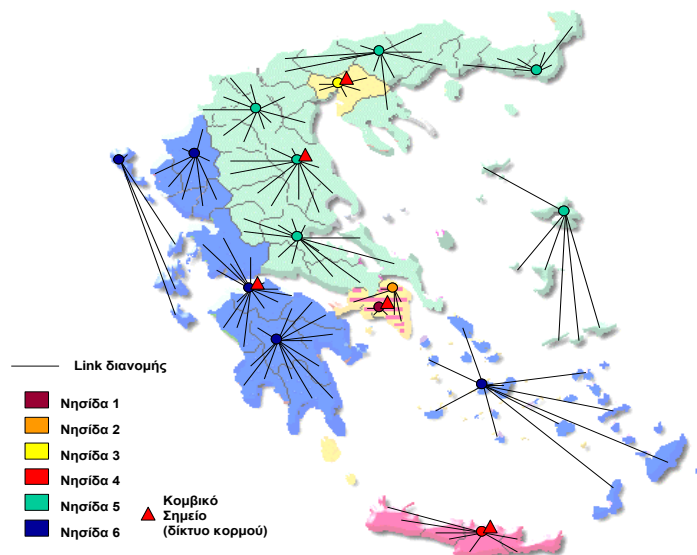 Link διανομής
Νησίδα 1
Νησίδα 2
Νησίδα 3
Νησίδα 4
Νησίδα 5
Νησίδα 6
Κομβικό
Σημείο
(δίκτυο κορμού)